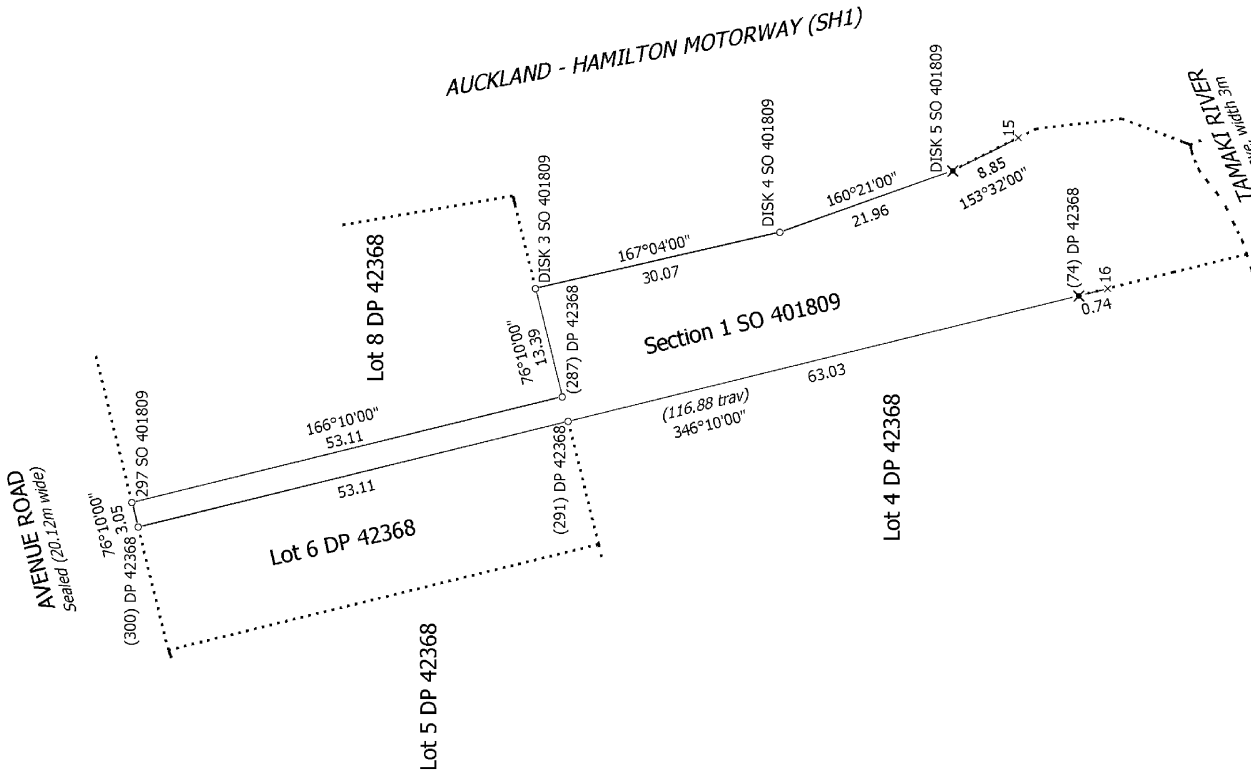 AUCKLAND - HAMILTON MOTORWAY (SH1)
TAMAKI RIVER
width 3m
DISK 5 SO 401809
15
8.85
153°32'00"
DISK 4 SO 401809
160°21'00"
21.96
DISK 3 SO 401809
167°04'00"
30.07
(74) DP 42368
16
0.74
Lot 8 DP 42368
Section 1 SO 401809
76°10'00"
13.39
(287) DP 42368
63.03
(116.88 trav)
346°10'00"
Lot 4 DP 42368
297 SO 401809
166°10'00"
53.11
53.11
(291) DP 42368
AVENUE ROAD
Sealed (20.12m wide)
76°10'00"
3.05
(300) DP 42368
Lot 6 DP 42368
Lot 5 DP 42368